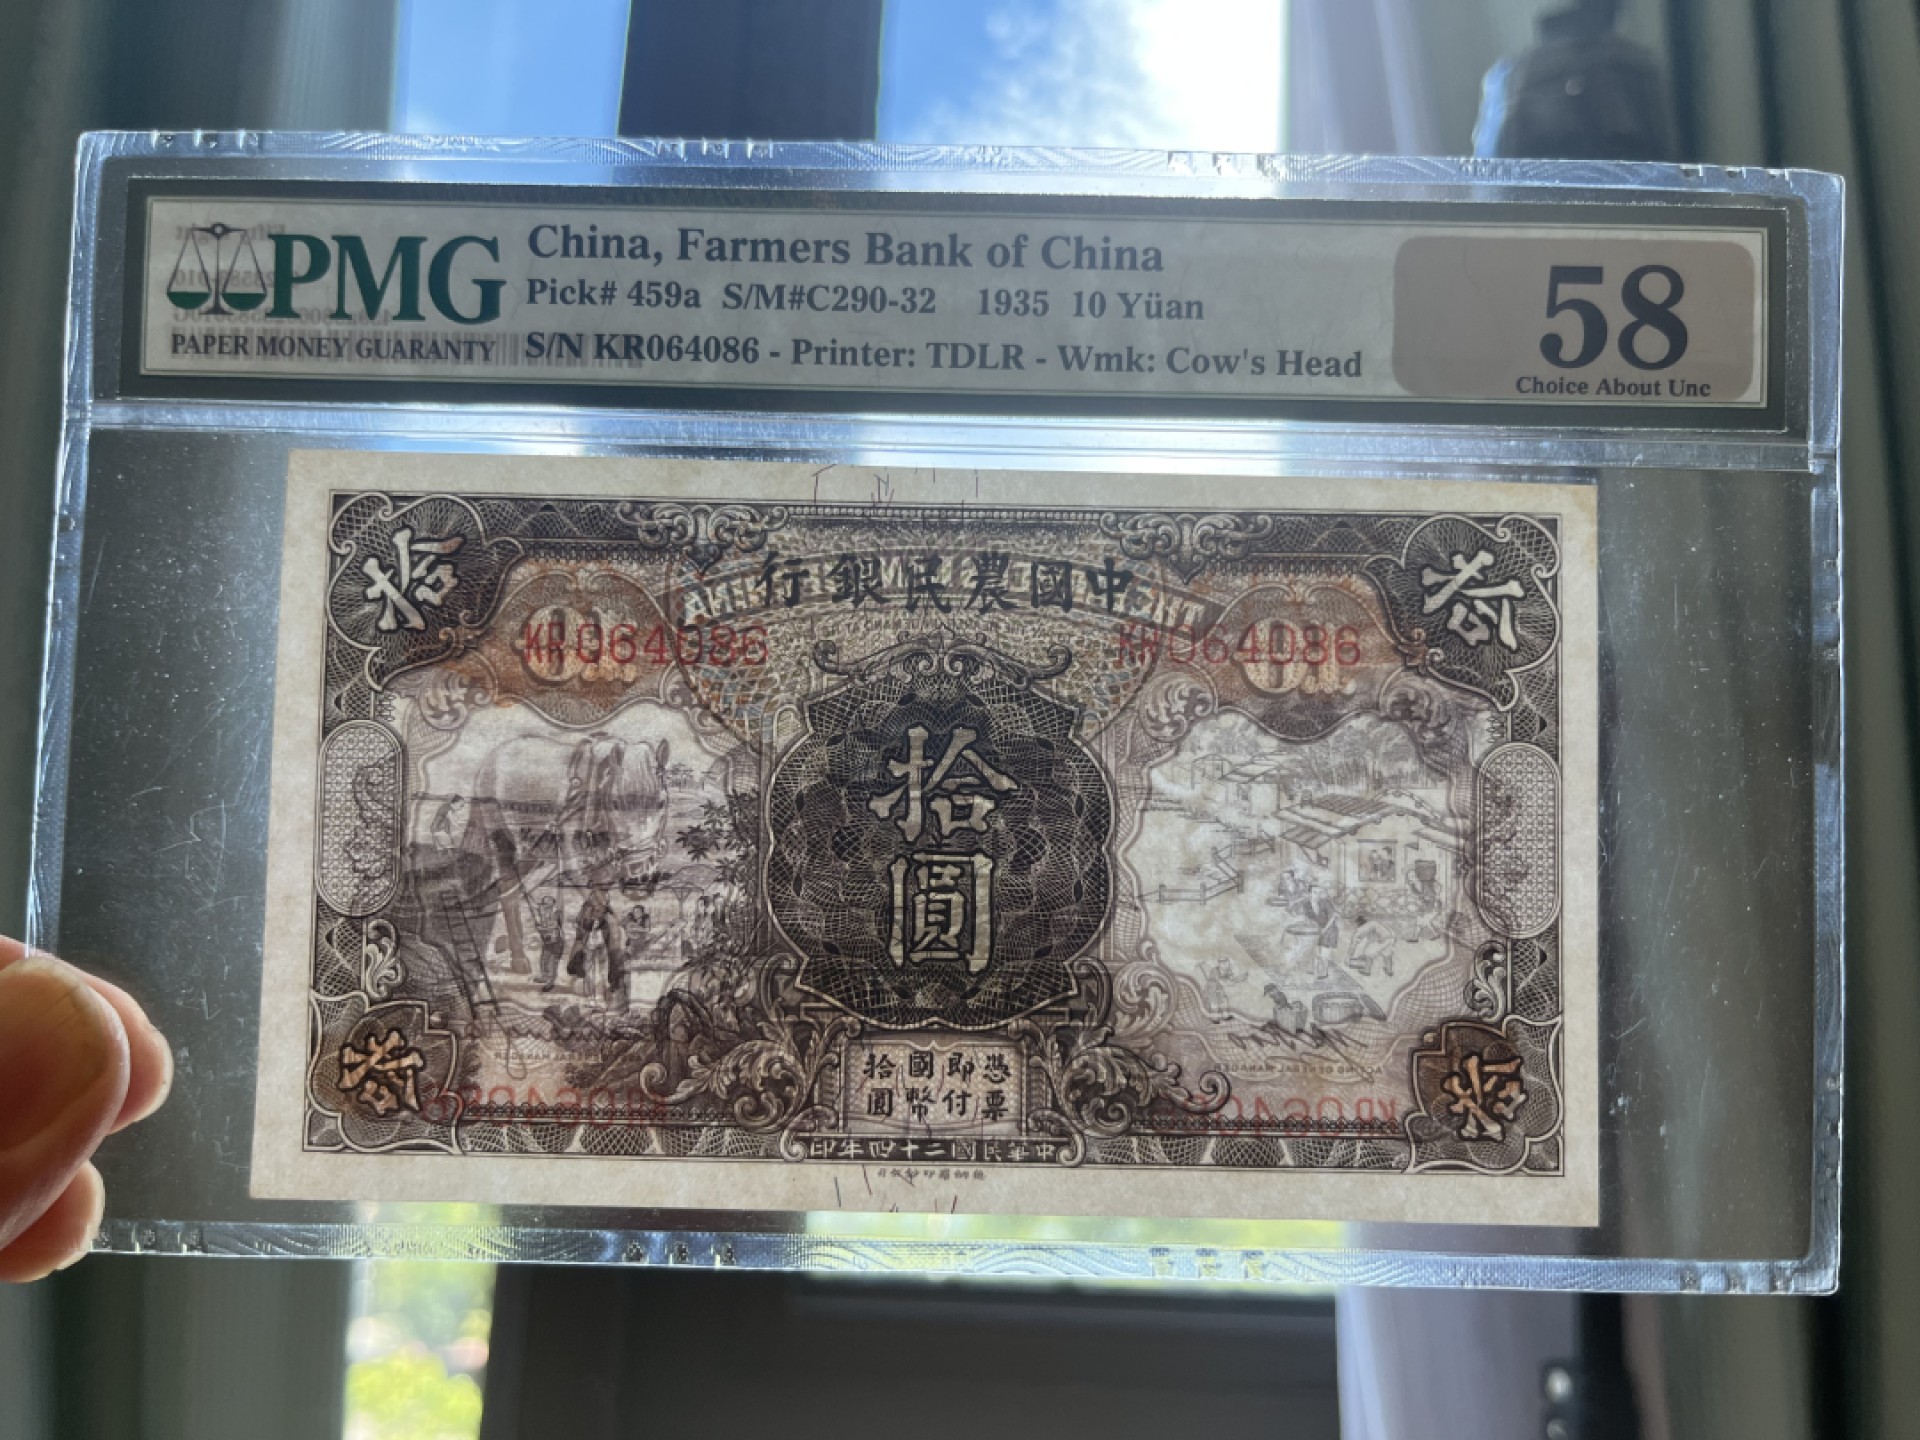 PMG
PAPER MONEY GUARANTY
China, Farmers Bank of China
Pick# 459a S/M#C290-32 1935 10 Yüan
S/N KR064086 - Printer: TDLR - Wmk: Cow's Head
58
Choice About Unc
拾 行銀民農國中 拾
KR064086 KR064086
拾
圓
拾國即憑
圓幣付票
拾 拾
印年四十二國民華中